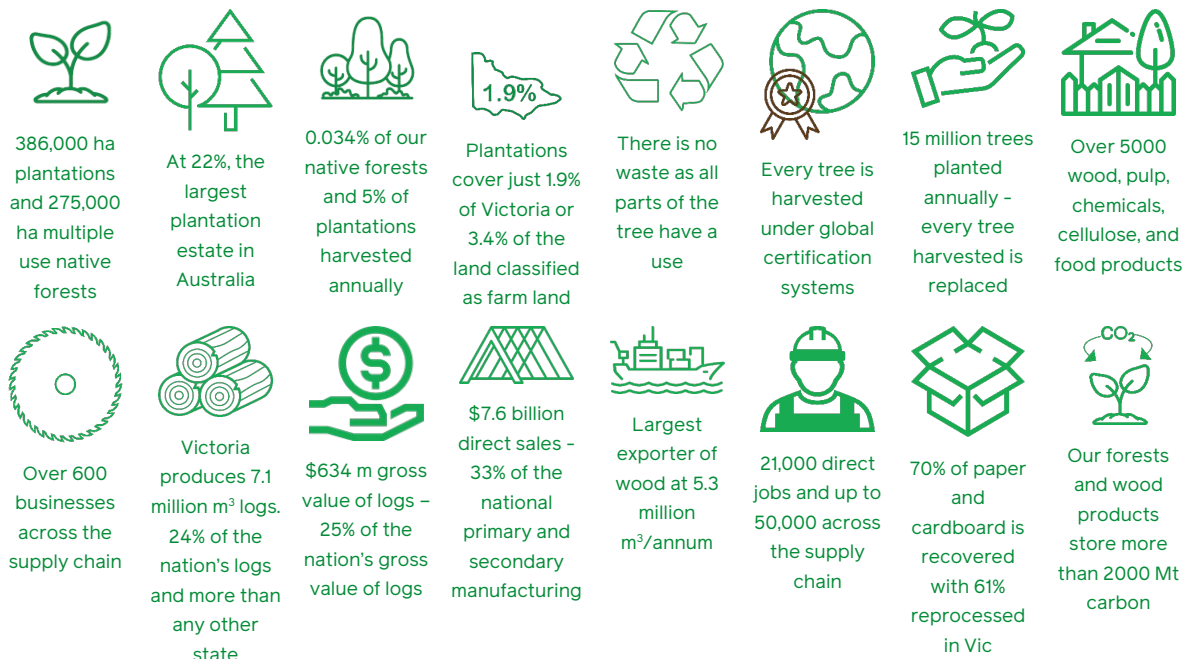 386,000 ha
plantations
and 275,000
ha multiple
use native
forests
At 22%, the
largest
plantation
estate in
Australia
0.034% of our
native forests
and 5% of
plantations
harvested
annually
1.9%
Plantations
cover just 1.9%
of Victoria or
3.4% of the
land classified
as farm land
There is no
waste as all
parts of the
tree have a
use
Every tree is
harvested
under global
certification
systems
15 million trees
planted
annually –
every tree
harvested is
replaced
Over 5000
wood, pulp,
chemicals,
cellulose, and
food products
Over 600
businesses
across the
supply chain
Victoria
produces 7.1
million m³ logs.
24% of the
nation's logs
and more than
any other
state
$
$634 m gross
value of logs –
25% of the
nation's gross
value of logs
$7.6 billion
direct sales –
33% of the
national
primary and
secondary
manufacturing
Largest
exporter of
wood at 5.3
million
m³/annum
21,000 direct
jobs and up to
50,000 across
the supply
chain
70% of paper
and
cardboard is
recovered
with 61%
reprocessed
in Vic
CO₂
Our forests
and wood
products
store more
than 2000 Mt
carbon